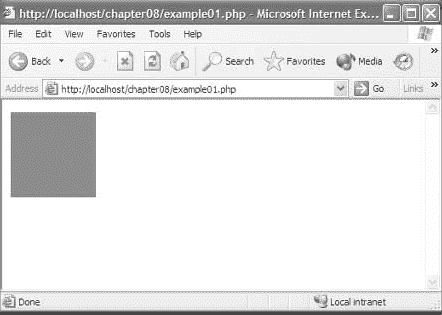 http://localhost/chapter08/example01.php - Microsoft Internet Ex...
File Edit View Favorites Tools Help
Back Search Favorites Media »
Address http://localhost/chapter08/example01.php Go Links »
Done Local intranet